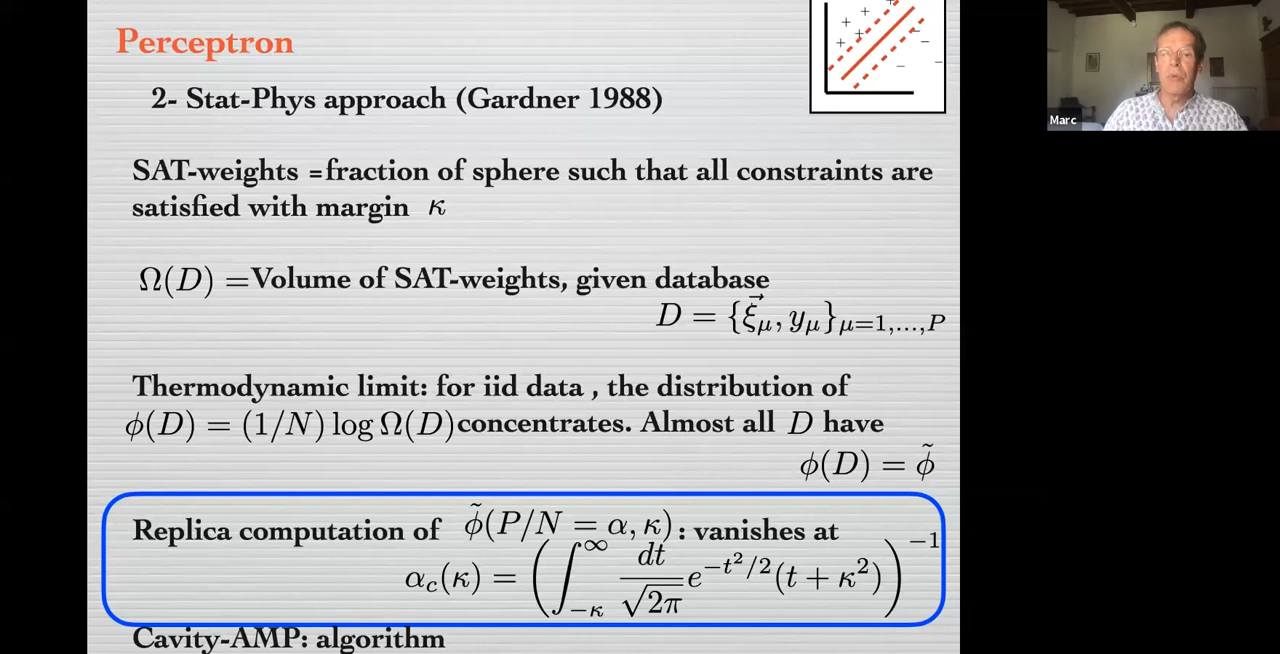 Perceptron
Marc
2- Stat-Phys approach (Gardner 1988)
SAT-weights = fraction of sphere such that all constraints are
satisfied with margin κ
Ω(D) = Volume of SAT-weights, given database
D = {ξ⃗_μ, y_μ}_{μ=1,...,P}
Thermodynamic limit: for iid data , the distribution of
ϕ(D) = (1/N) log Ω(D) concentrates. Almost all D have
ϕ(D) = ϕ̃
Replica computation of ϕ̃(P/N = α, κ) : vanishes at
α_c(κ) = (∫_{-κ}^{∞} dt/√2π e^{-t²/2}(t + κ²))^{-1}
Cavity-AMP: algorithm